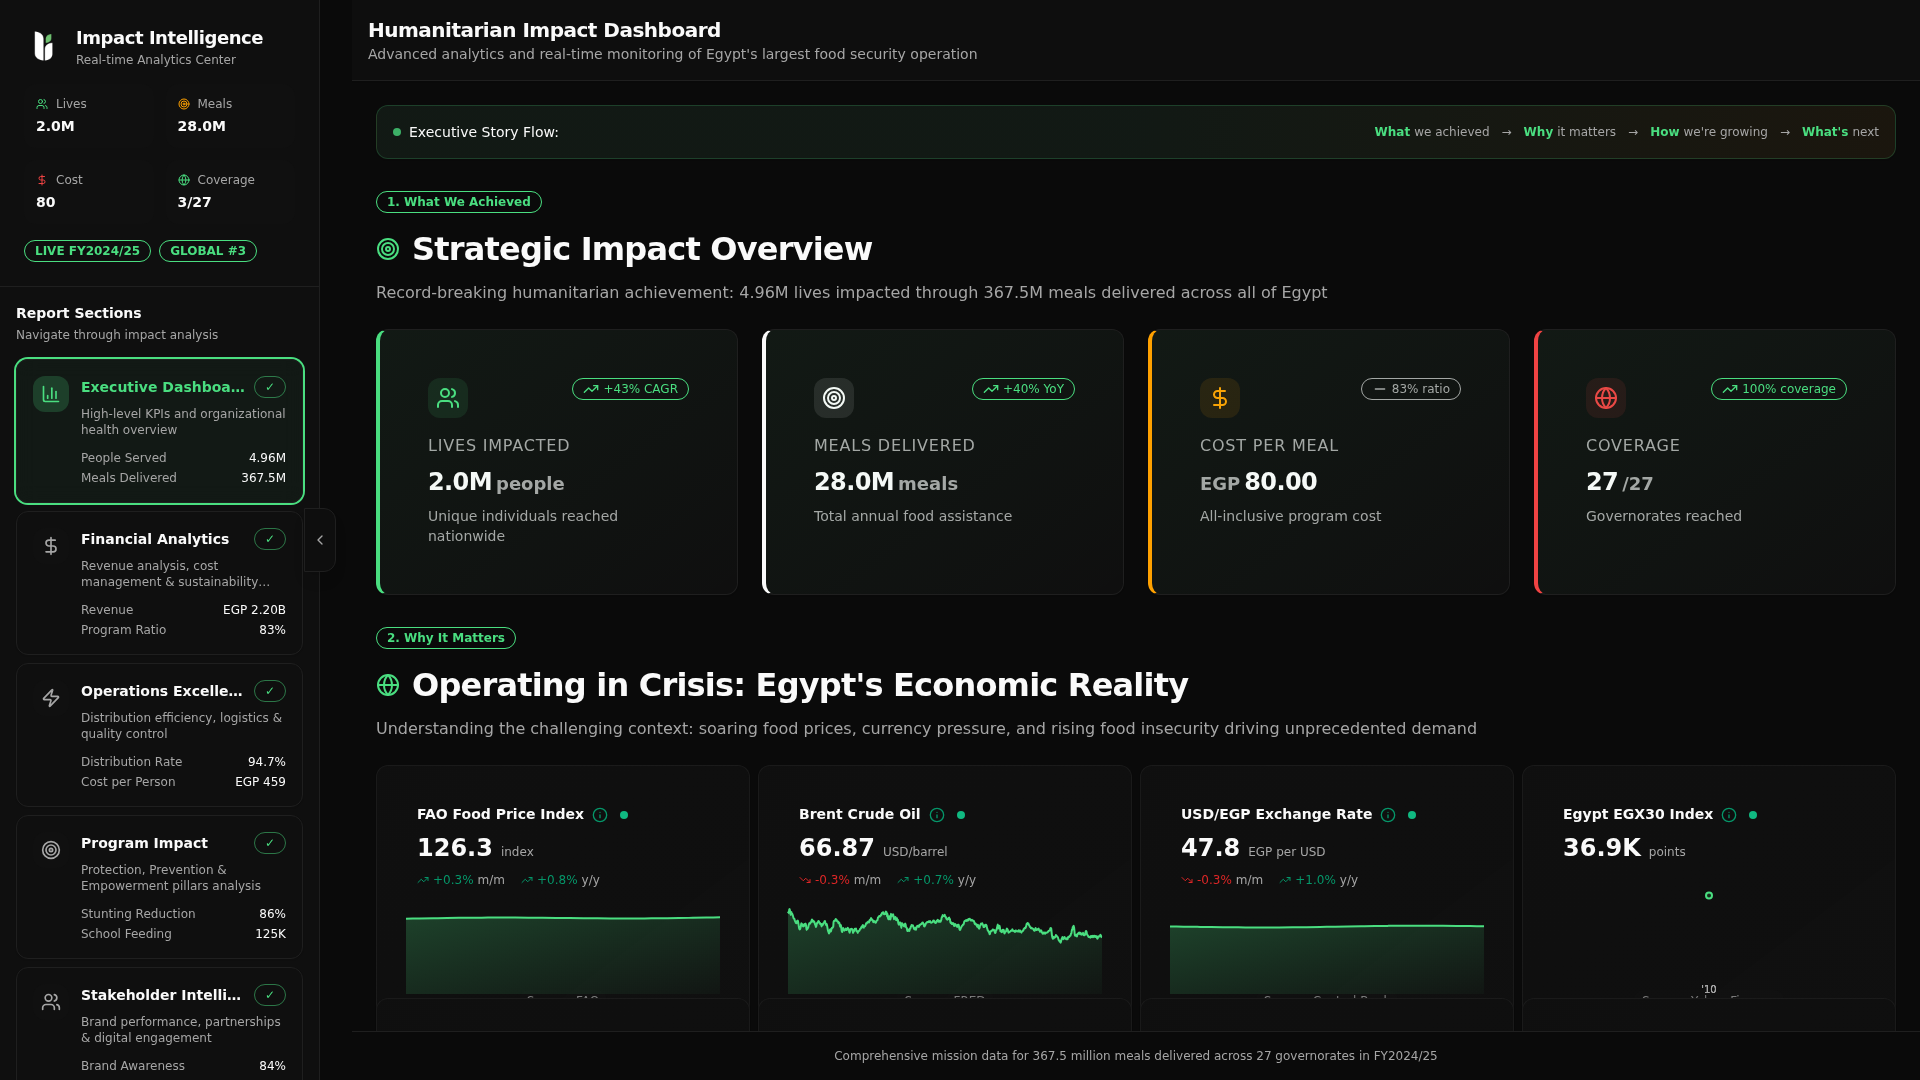 Impact Intelligence
Real-time Analytics Center
Lives
2.0M
Meals
28.0M
Cost
80
Coverage
3/27
LIVE FY2024/25
GLOBAL #3
Report Sections
Navigate through impact analysis
Executive Dashboa...
✓
High-level KPIs and organizational
health overview
People Served 4.96M
Meals Delivered 367.5M
Financial Analytics
✓
Revenue analysis, cost
management & sustainability...
Revenue EGP 2.20B
Program Ratio 83%
Operations Excelle...
✓
Distribution efficiency, logistics &
quality control
Distribution Rate 94.7%
Cost per Person EGP 459
Program Impact
✓
Protection, Prevention &
Empowerment pillars analysis
Stunting Reduction 86%
School Feeding 125K
Stakeholder Intelli...
✓
Brand performance, partnerships
& digital engagement
Brand Awareness 84%
Humanitarian Impact Dashboard
Advanced analytics and real-time monitoring of Egypt's largest food security operation
Executive Story Flow:
What we achieved → Why it matters → How we're growing → What's next
1. What We Achieved
Strategic Impact Overview
Record-breaking humanitarian achievement: 4.96M lives impacted through 367.5M meals delivered across all of Egypt
+43% CAGR
LIVES IMPACTED
2.0M people
Unique individuals reached
nationwide
+40% YoY
MEALS DELIVERED
28.0M meals
Total annual food assistance
83% ratio
COST PER MEAL
EGP 80.00
All-inclusive program cost
100% coverage
COVERAGE
27 /27
Governorates reached
2. Why It Matters
Operating in Crisis: Egypt's Economic Reality
Understanding the challenging context: soaring food prices, currency pressure, and rising food insecurity driving unprecedented demand
FAO Food Price Index
126.3 index
+0.3% m/m +0.8% y/y
Brent Crude Oil
66.87 USD/barrel
-0.3% m/m +0.7% y/y
USD/EGP Exchange Rate
47.8 EGP per USD
-0.3% m/m +1.0% y/y
Egypt EGX30 Index
36.9K points
'10
Comprehensive mission data for 367.5 million meals delivered across 27 governorates in FY2024/25